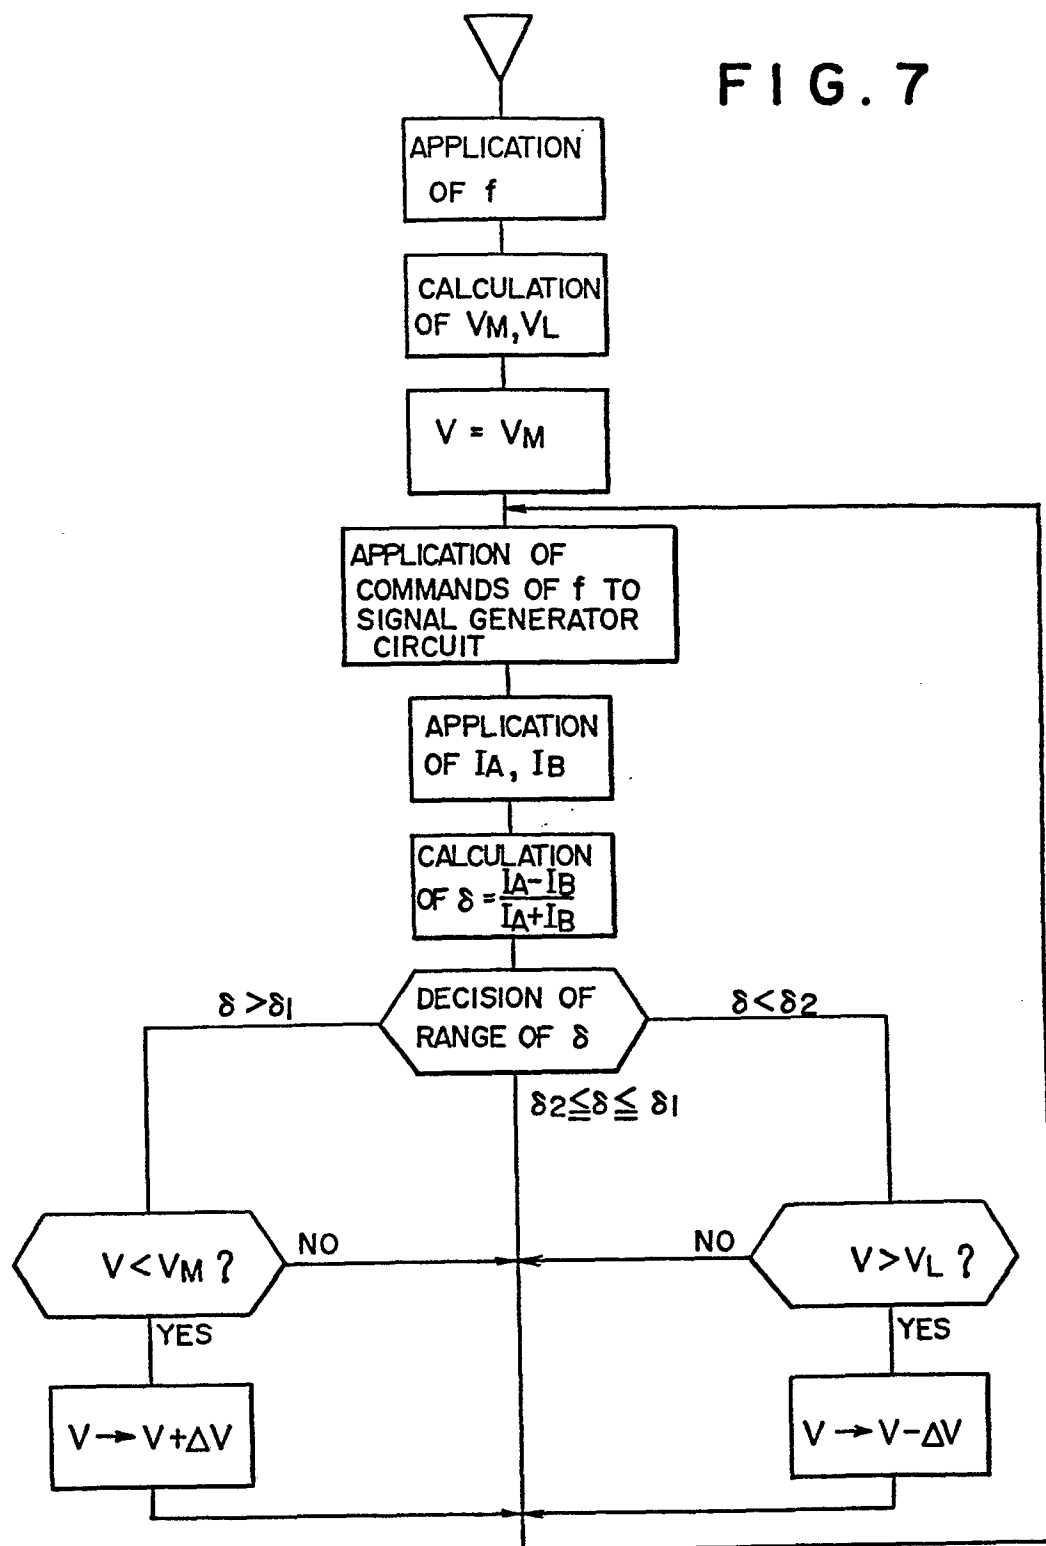 FIG. 7
APPLICATION
OF f
CALCULATION
OF VM, VL
V = VM
APPLICATION OF
COMMANDS OF f TO
SIGNAL GENERATOR
CIRCUIT
APPLICATION
OF IA, IB
CALCULATION
OF δ = IA-IB
IA+IB
δ > δ1
DECISION OF
RANGE OF δ
δ < δ2
δ2 ≦ δ ≦ δ1
V < VM ?
NO
NO
V > VL ?
YES
YES
V → V + ΔV
V → V - ΔV